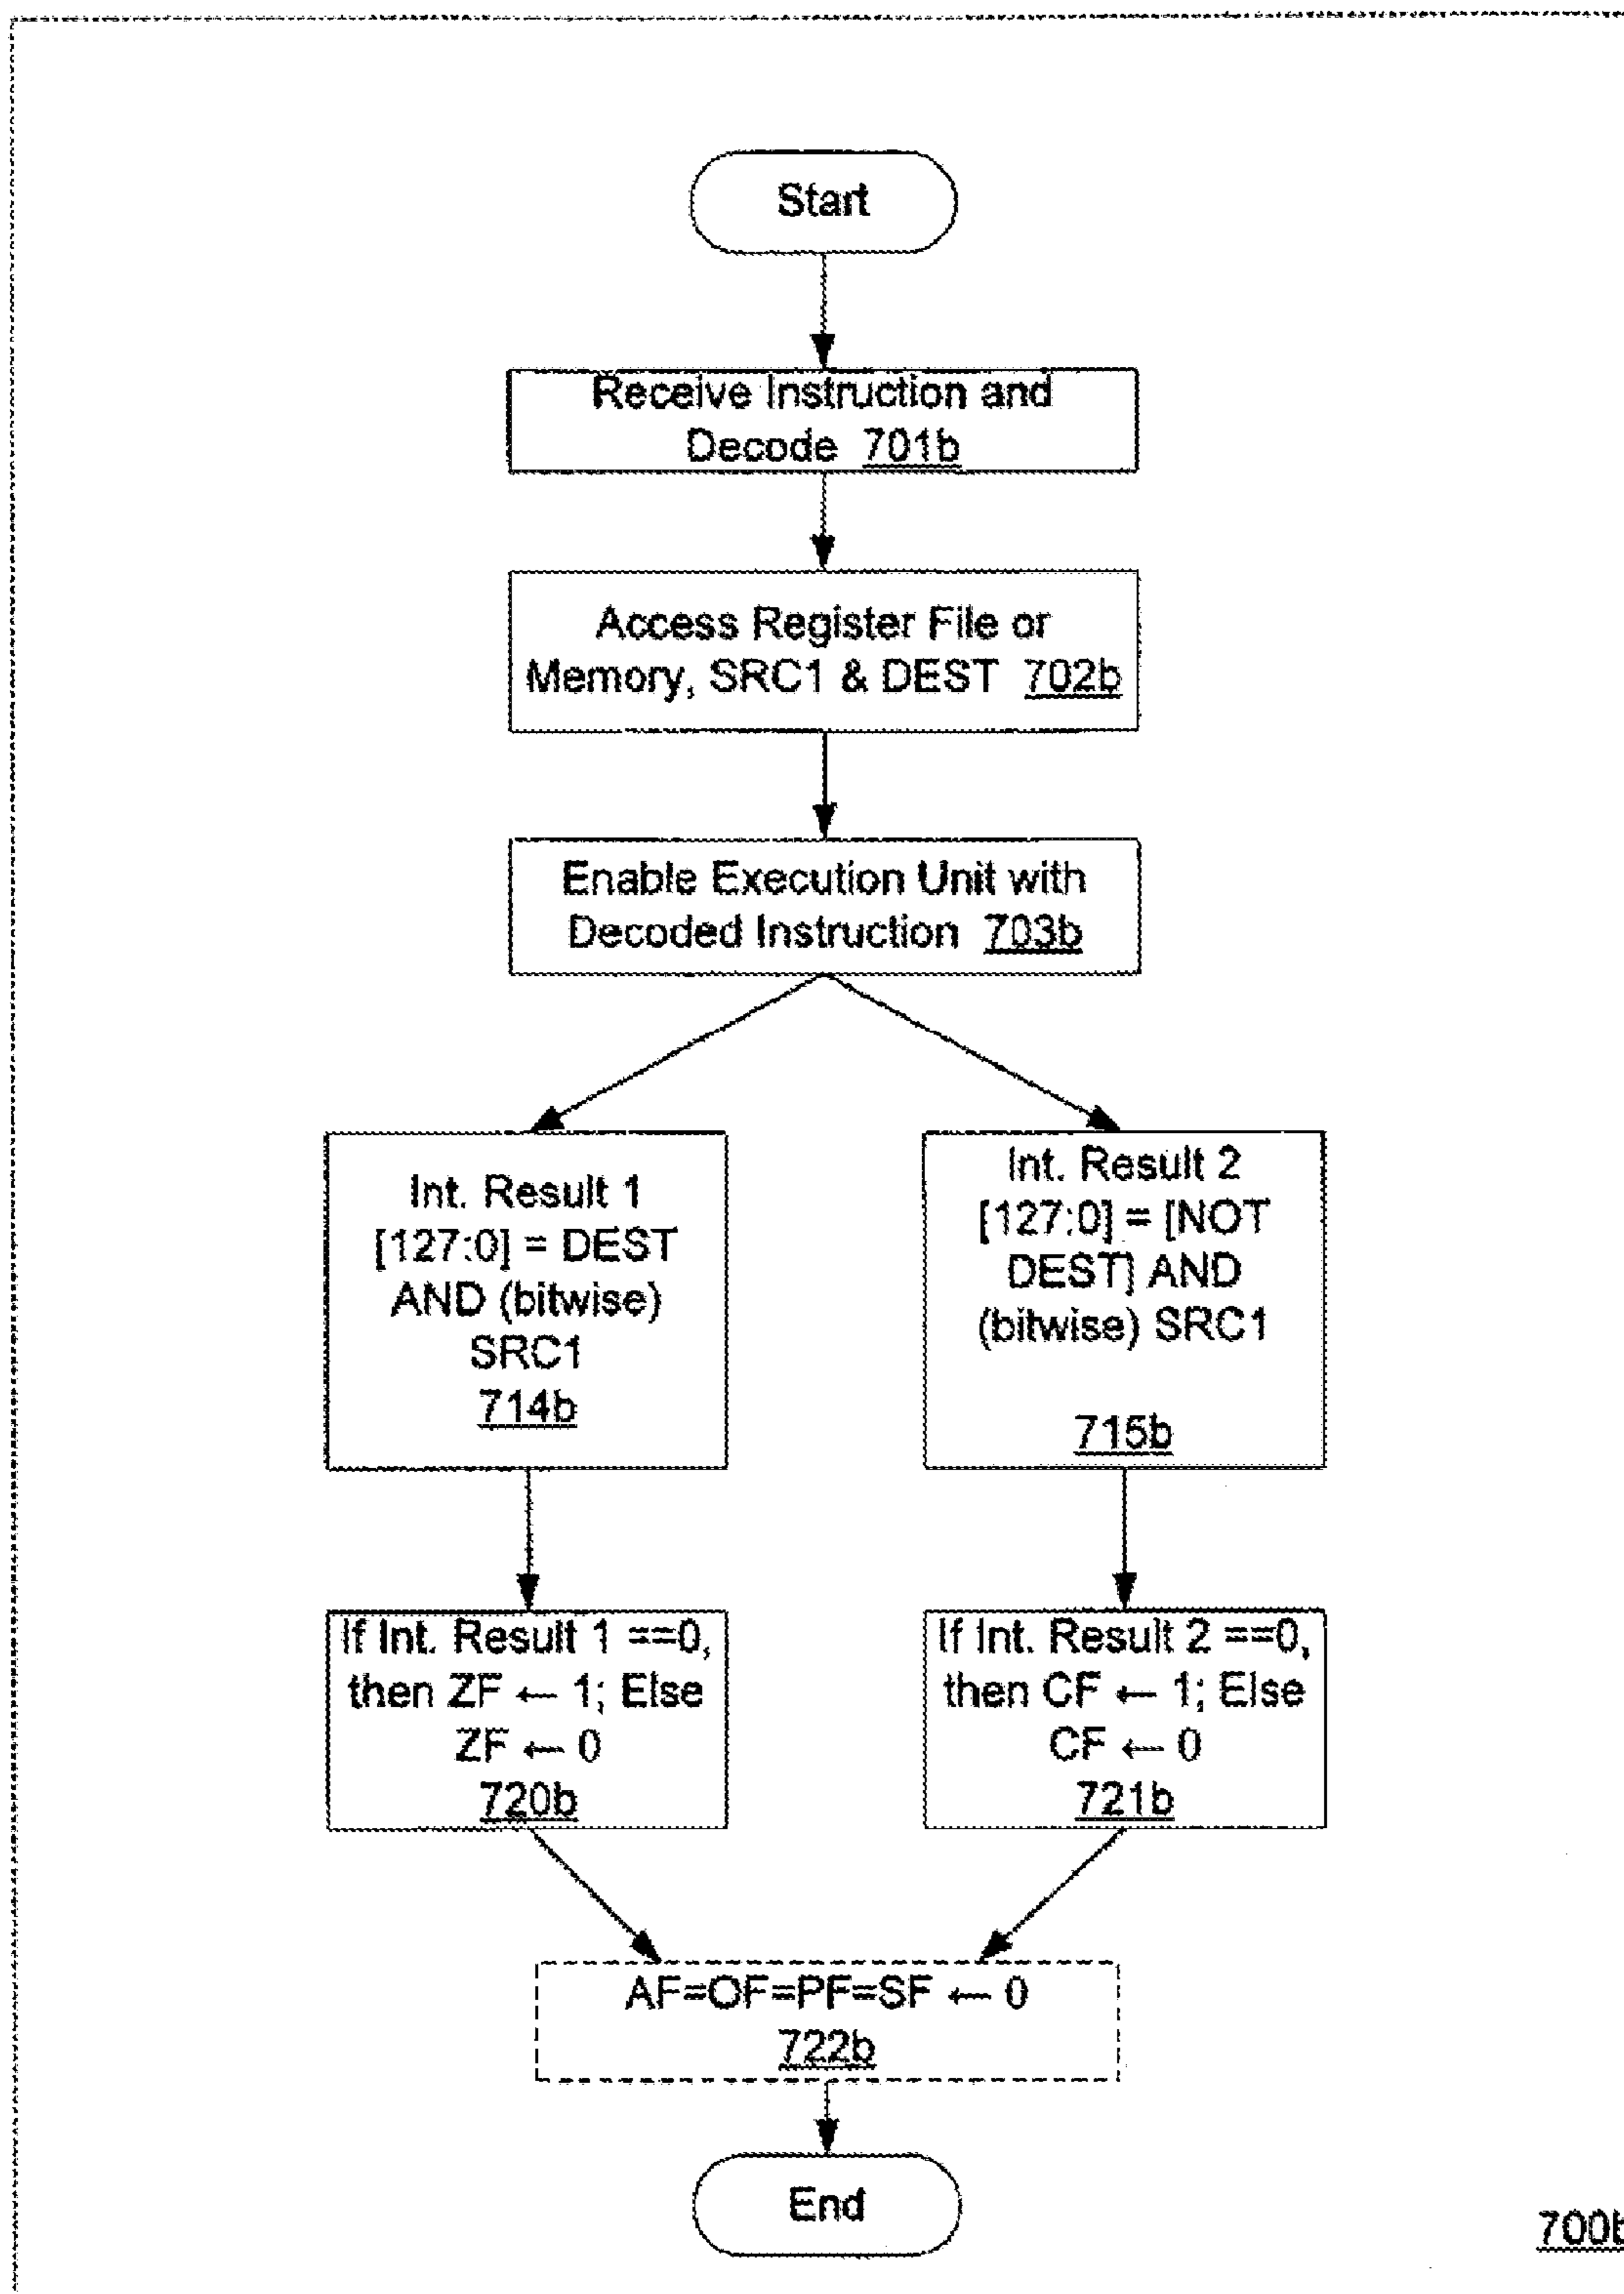 Start
Receive Instruction and
Decode 701b
Access Register File or
Memory, SRC1 & DEST 702b
Enable Execution Unit with
Decoded Instruction 703b
Int. Result 1
[127:0] = DEST
AND (bitwise)
SRC1
714b
Int. Result 2
[127:0] = [NOT
DEST] AND
(bitwise) SRC1
715b
If Int. Result 1 ==0,
then ZF ← 1; Else
ZF ← 0
720b
If Int. Result 2 ==0,
then CF ← 1; Else
CF ← 0
721b
AF=OF=PF=SF ← 0
722b
End
700b